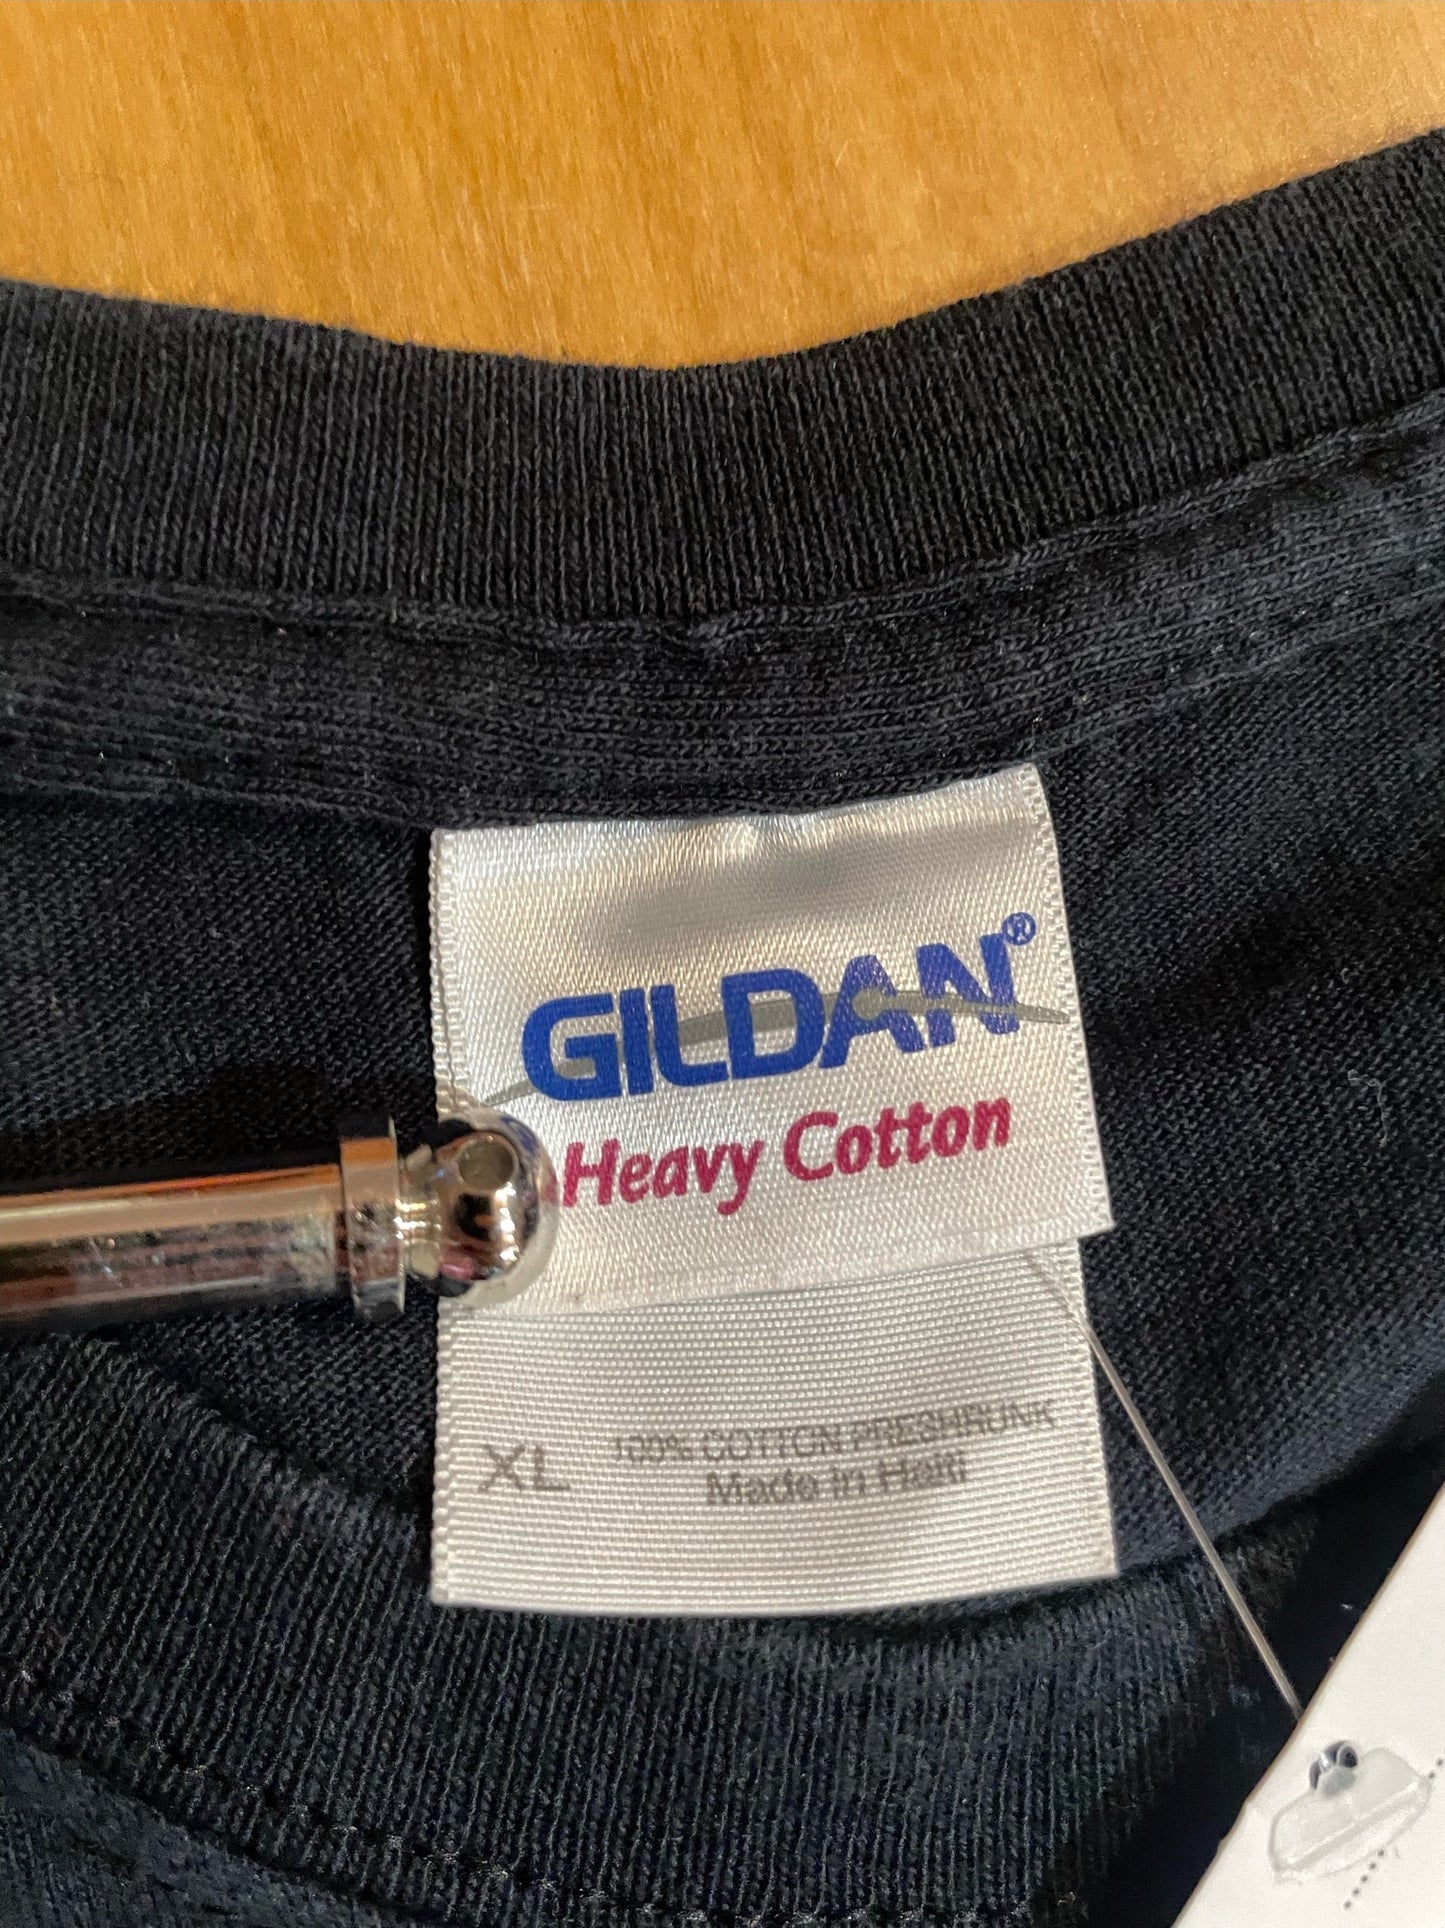 GILDAN®
Heavy Cotton
XL 100% COTTON PRESHRUNK
Made in Haiti